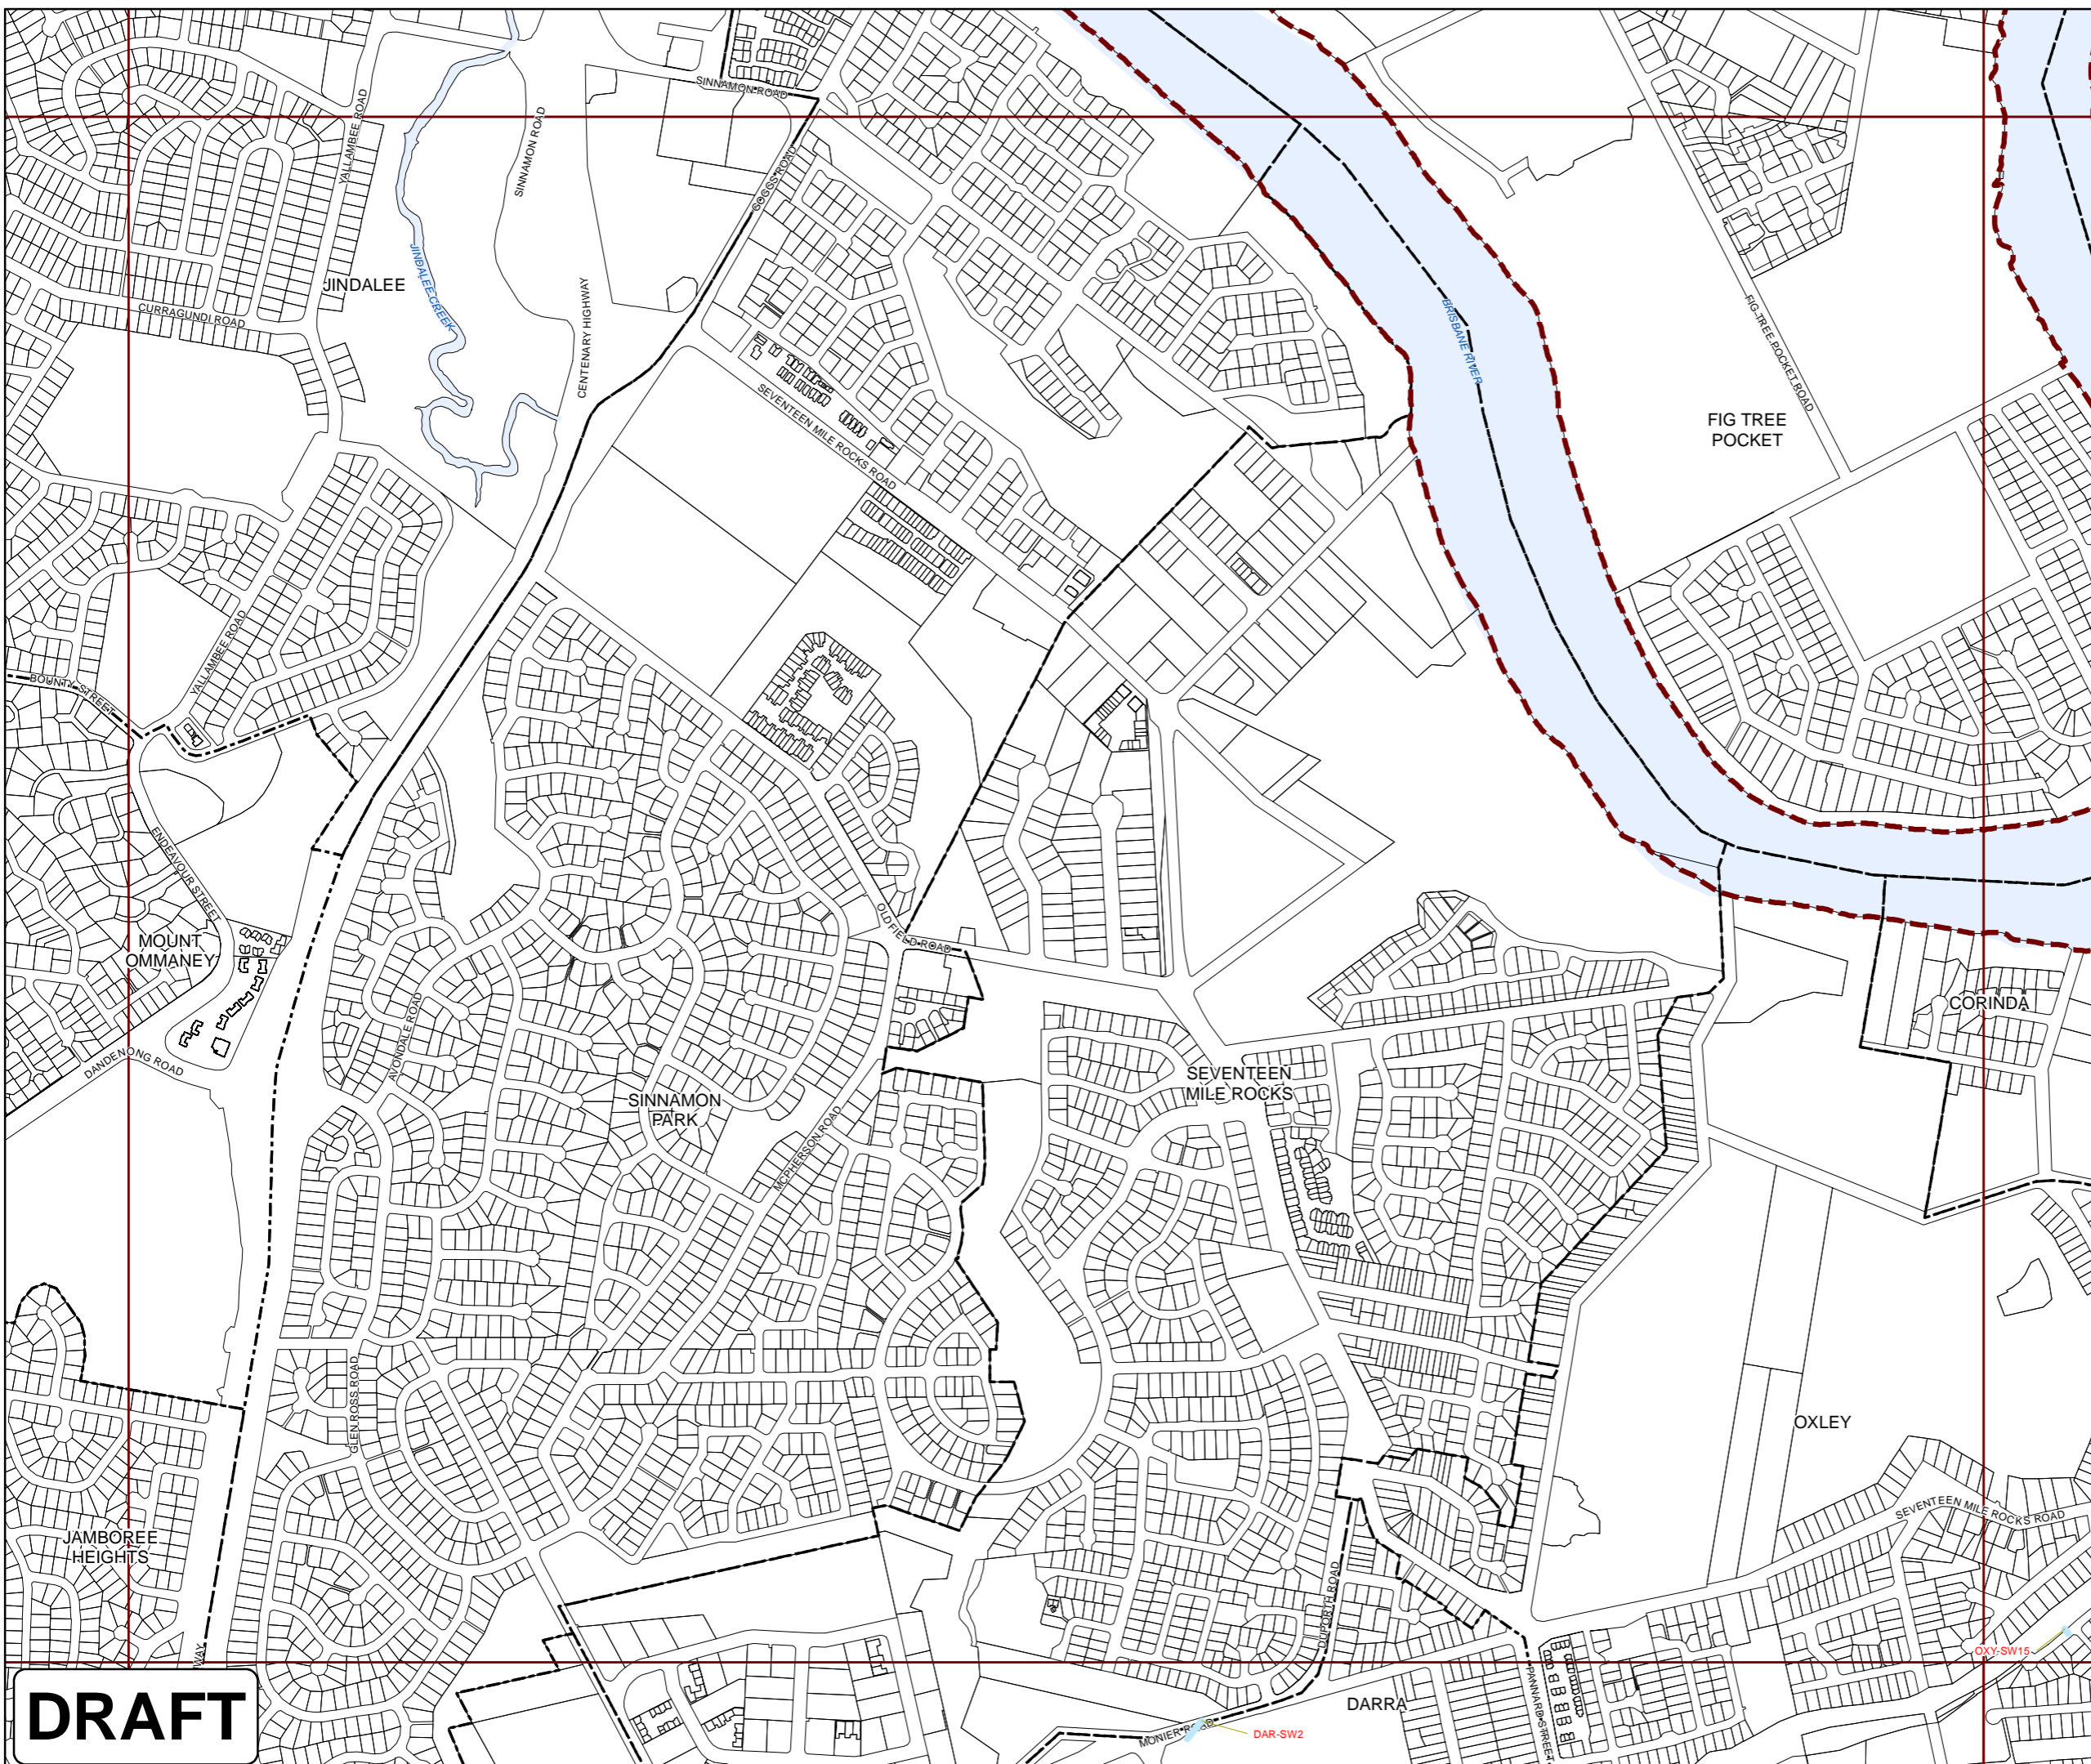 SINNAMON ROAD
YALLAMBEE ROAD
SINNAMON ROAD
GOGGS ROAD
JINDALEE CREEK
JINDALEE
CURRAGUNDI ROAD
CENTENARY HIGHWAY
BRISBANE RIVER
FIG TREE POCKET ROAD
FIG TREE
POCKET
SEVENTEEN MILE ROCKS ROAD
YALLAMBEE ROAD
BOUNTY STREET
ENDEAVOUR STREET
MOUNT
OMMANEY
OLDFIELD ROAD
CORINDA
AVONDALE ROAD
DANDENONG ROAD
SEVENTEEN
MILE ROCKS
SINNAMON
PARK
MCPHERSON ROAD
GLEN ROSS ROAD
OXLEY
SEVENTEEN MILE ROCKS ROAD
JAMBOREE
HEIGHTS
DUPORTH ROAD
WAY
OXY-SW15
PANNARD STREET
DARRA
MONIER ROAD
DAR-SW2
DRAFT